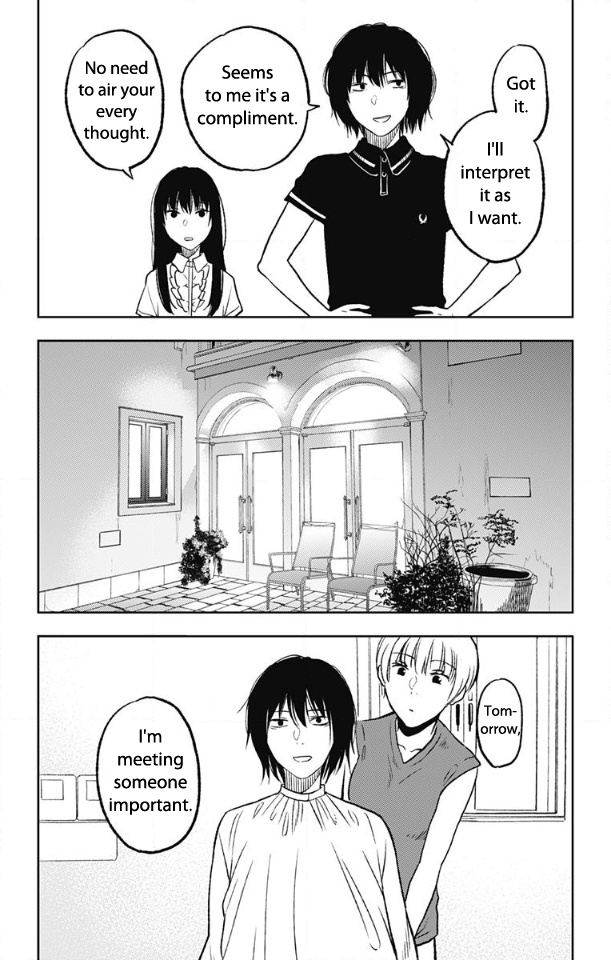 Got
it.
I'll
interpret
it as
I want.
Seems
to me it's a
compliment.
No need
to air your
every
thought.
Tom-
orrow,
I'm
meeting
someone
important.